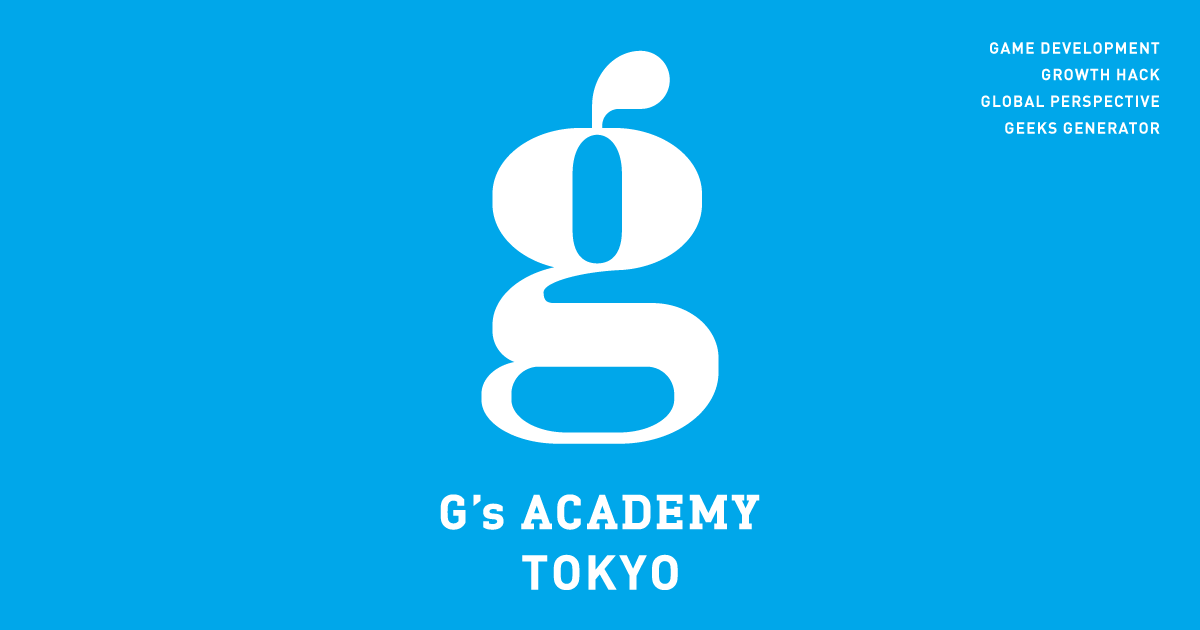 GAME DEVELOPMENT
GROWTH HACK
GLOBAL PERSPECTIVE
GEEKS GENERATOR
g
G's ACADEMY
TOKYO